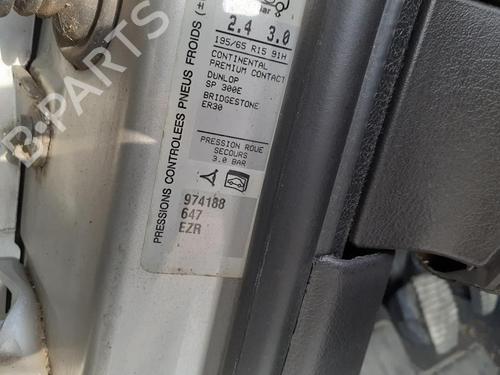 bar
2.4 3.0
195/65 R15 91H
CONTINENTAL
PREMIUM CONTACT
DUNLOP
SP 300E
BRIDGESTONE
ER30
PRESSION ROUE
SECOURS
3.0 BAR
974188
647
EZR
PRESSIONS CONTROLEES PNEUS FROIDS
B-PARTS